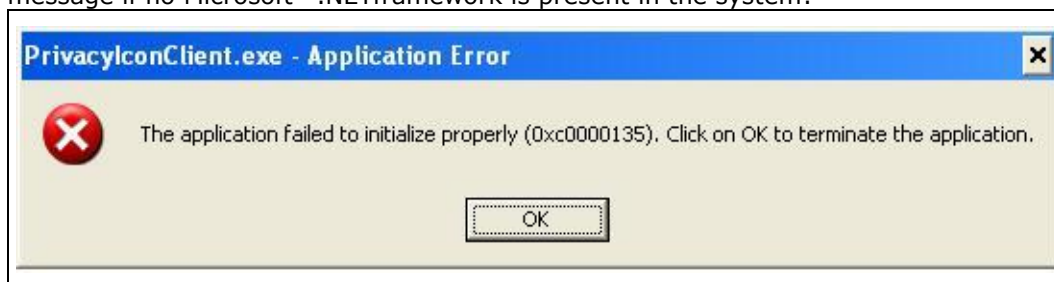 message if no Microsoft .NETframework is present in the system:
PrivacyIconClient.exe - Application Error
The application failed to initialize properly (0xc0000135). Click on OK to terminate the application.
OK